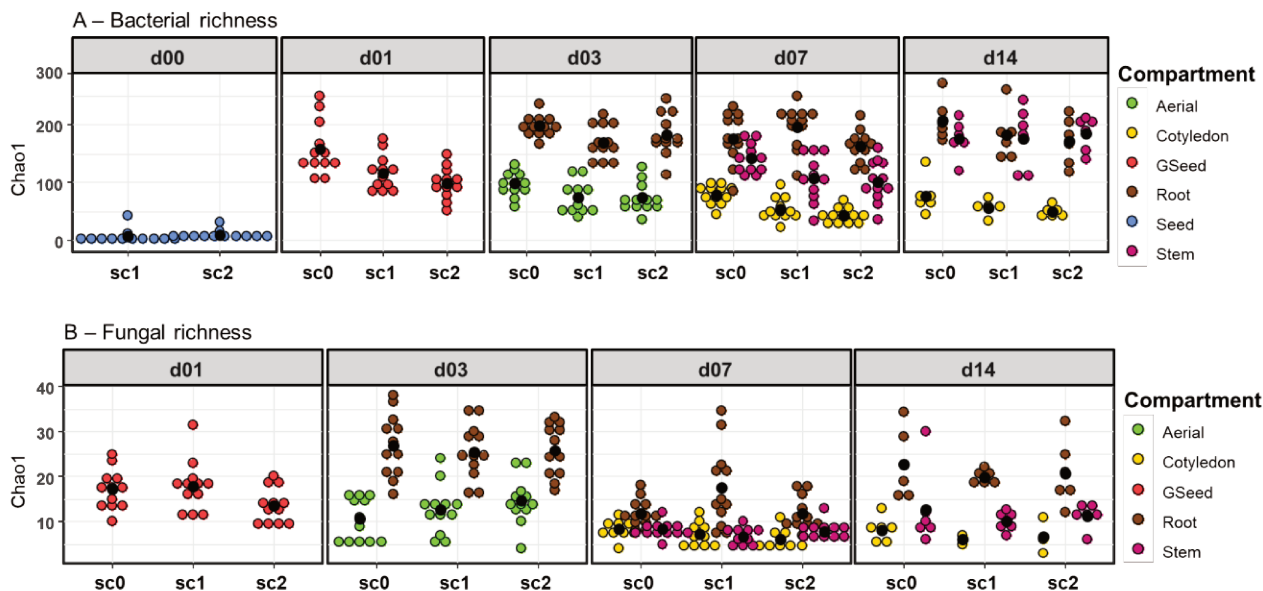 A – Bacterial richness
d00 d01 d03 d07 d14
Chao1
300
200
100
0
sc1 sc2 sc0 sc1 sc2 sc0 sc1 sc2 sc0 sc1 sc2 sc0 sc1 sc2
Compartment
Aerial
Cotyledon
GSeed
Root
Seed
Stem
B – Fungal richness
d01 d03 d07 d14
Chao1
40
30
20
10
sc0 sc1 sc2 sc0 sc1 sc2 sc0 sc1 sc2 sc0 sc1 sc2
Compartment
Aerial
Cotyledon
GSeed
Root
Stem